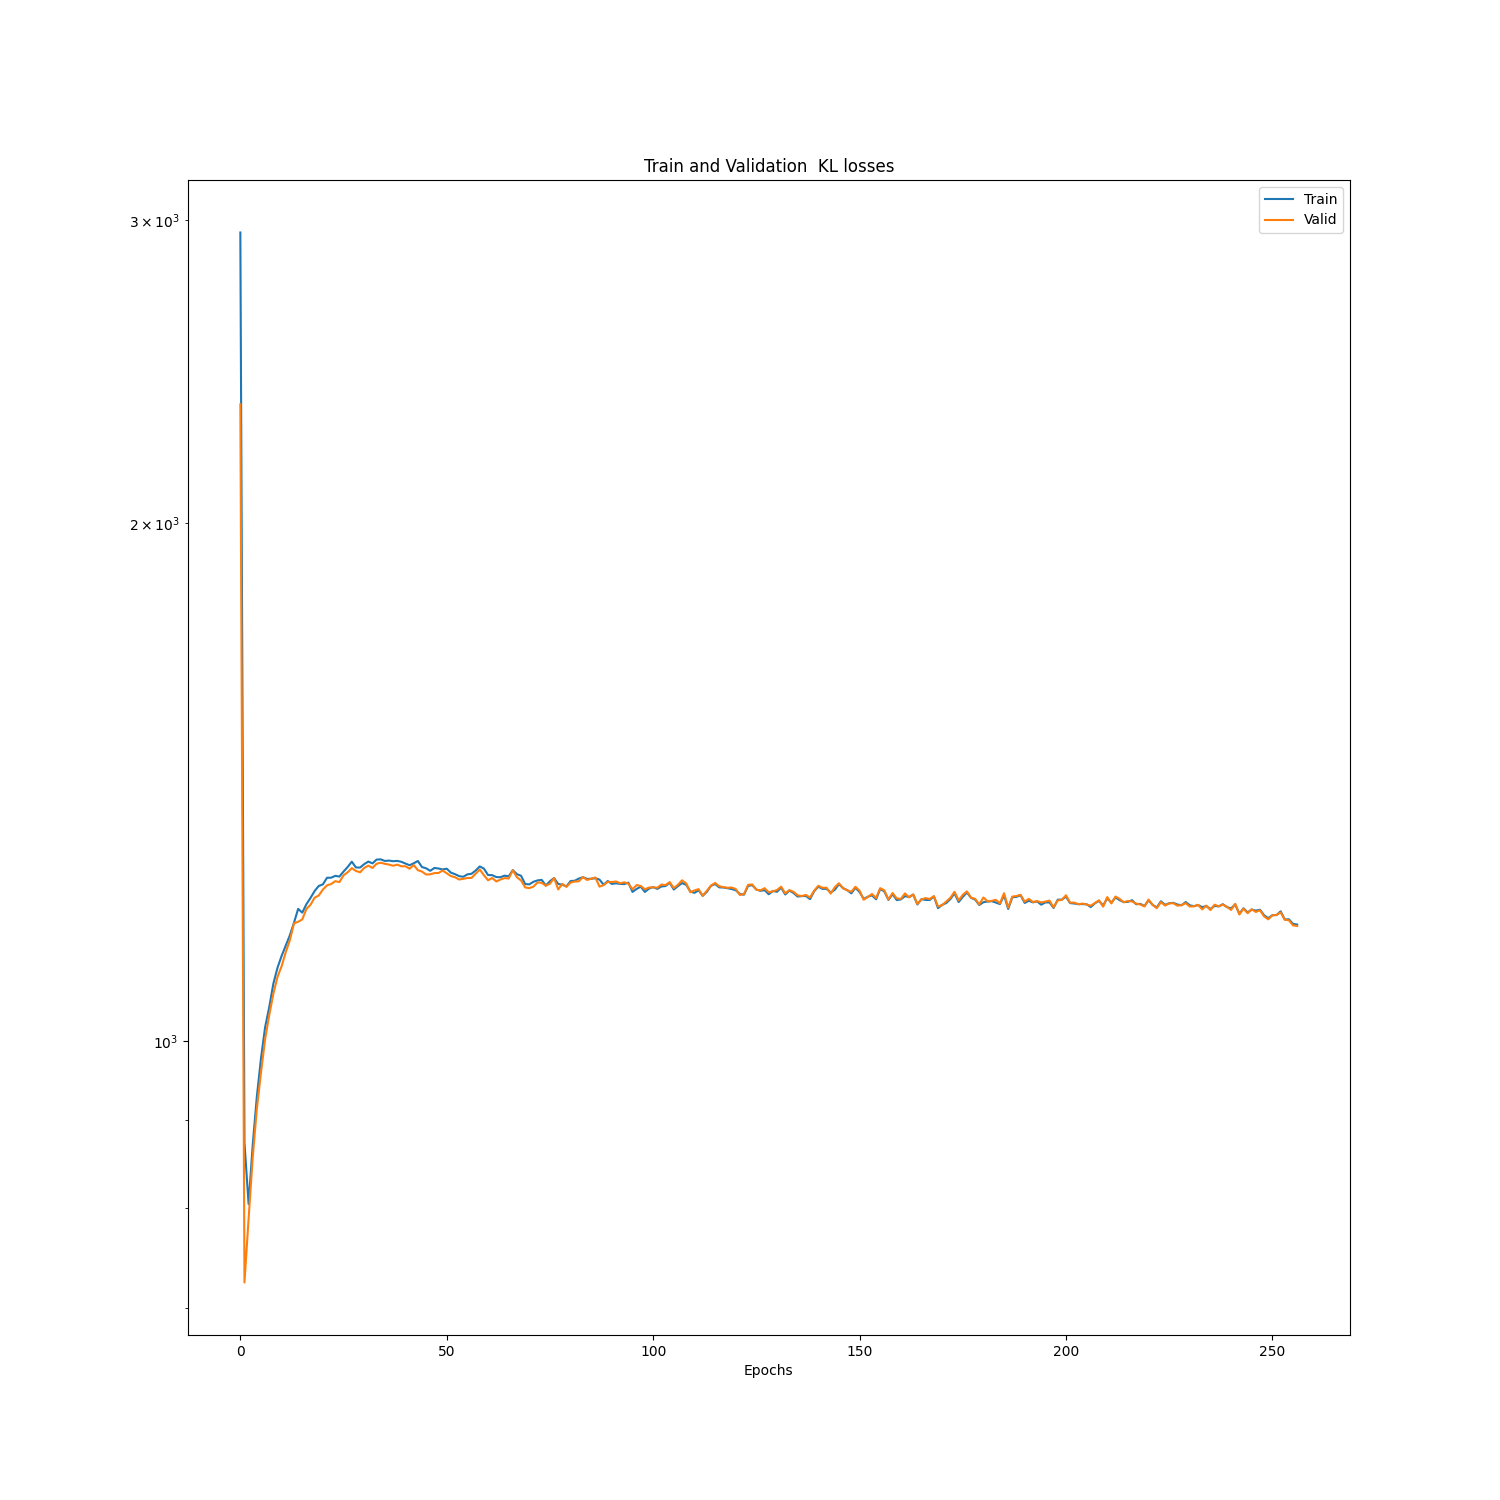 Train and Validation  KL losses
Train
Valid
3 × 10³
2 × 10³
10³
0 50 100 150 200 250
Epochs